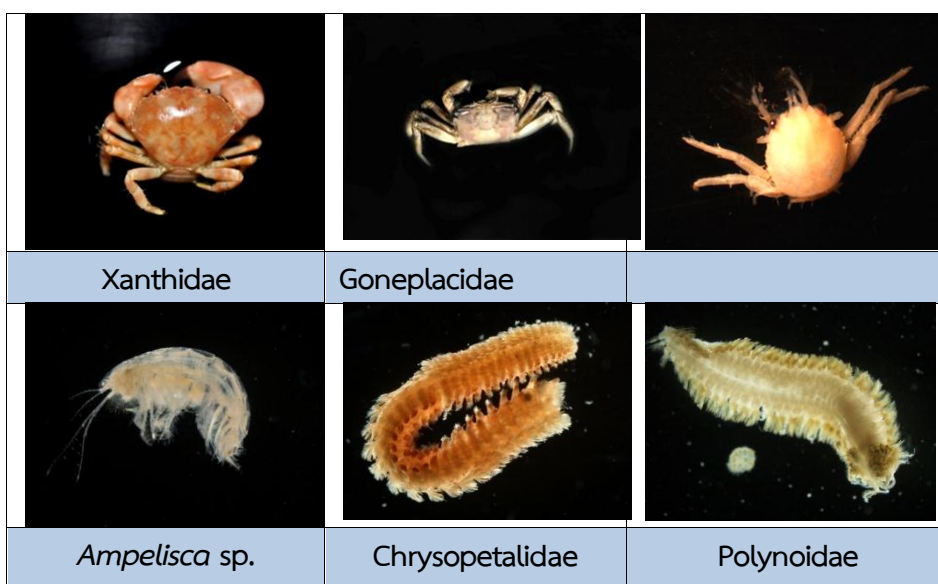 Xanthidae
Goneplacidae
Ampelisca sp.
Chrysopetalidae
Polynoidae